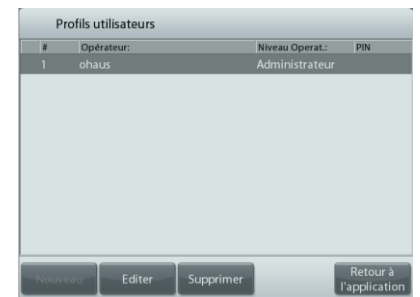 Profils utilisateurs
# Opérateur: Niveau Operat.: PIN
1 ohaus Administrateur
Nouveau Editer Supprimer Retour à l'application